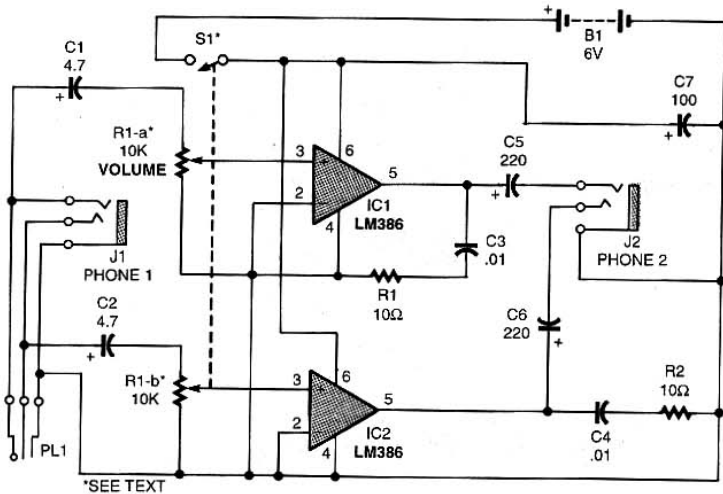 +
B1
6V
S1*
C1
4.7
+
C7
100
+
R1-a*
10K
VOLUME
3
+
6
2
−
4
5
IC1
LM386
C5
220
+
J1
PHONE 1
J2
PHONE 2
C3
.01
R1
10Ω
C2
4.7
+
C6
220
+
R1-b*
10K
3
+
6
2
−
4
5
IC2
LM386
R2
10Ω
C4
.01
PL1
*SEE TEXT